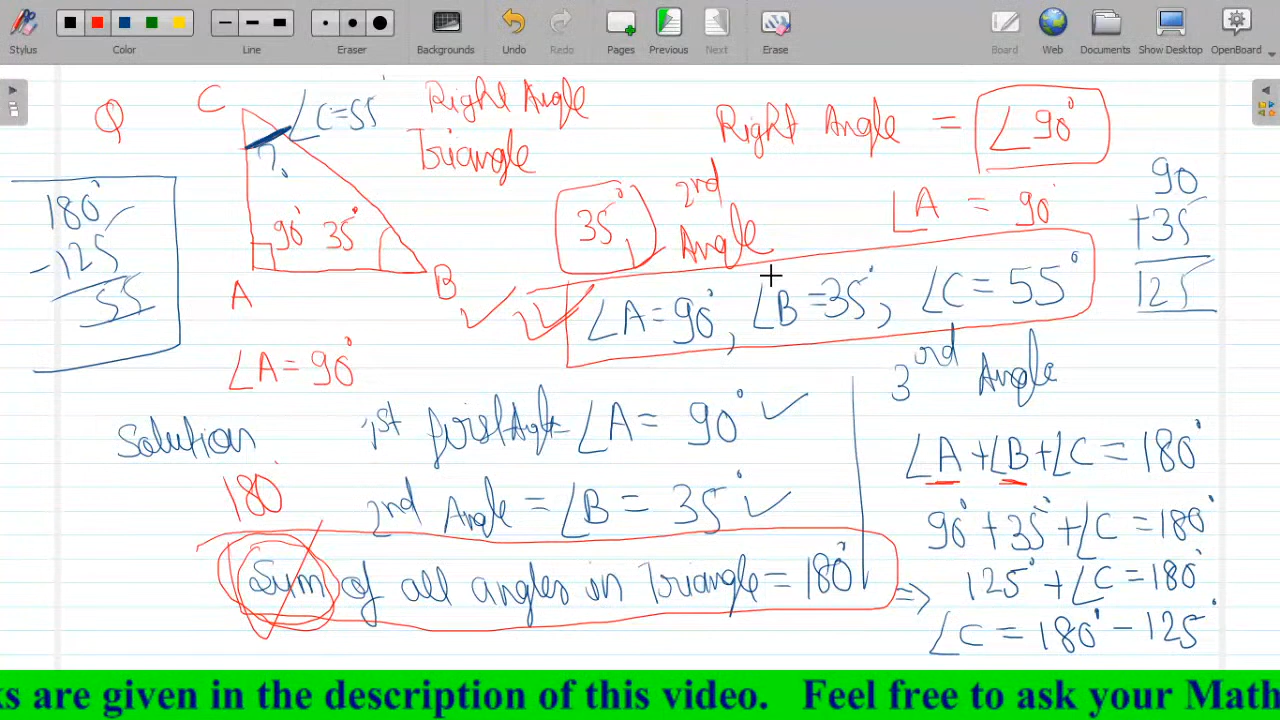 Stylus Color Line Eraser Backgrounds Undo Redo Pages Previous Next Erase Board Web Documents Show Desktop OpenBoard
Q
C
∠C=55°
?
90° 35°
A
B
∠A=90°
180°
-125
55
Right Angle
Triangle
35°
2nd
Angle
Right Angle = ∠90°
∠A = 90°
90
+35
125
∠A=90°, ∠B=35°, ∠C=55°
Solution
1st first Angle=∠A= 90°
2nd Angle=∠B= 35°
180°
Sum of all angles in Triangle=180°
3rd Angle
∠A+∠B+∠C=180°
90°+35°+∠C=180°
=> 125°+∠C=180°
∠C=180°-125°
ks are given in the description of this video. Feel free to ask your Math